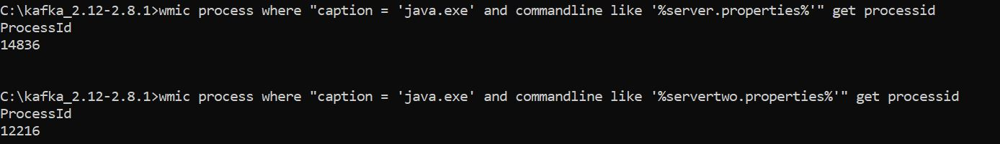 C:\kafka_2.12-2.8.1>wmic process where "caption = 'java.exe' and commandline like '%server.properties%'" get processid
ProcessId
14836
C:\kafka_2.12-2.8.1>wmic process where "caption = 'java.exe' and commandline like '%servertwo.properties%'" get processid
ProcessId
12216